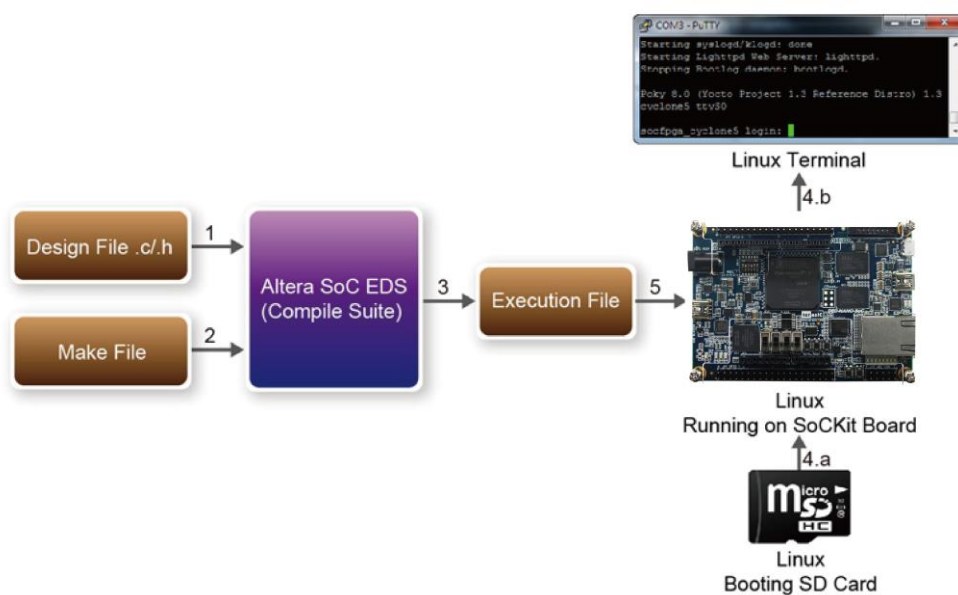 COM3 - PuTTY
Starting syslogd/klogd: done
Starting Lighttpd Web Server: lighttpd.
Stopping Bootlog daemon: bootlogd.
Poky 8.0 (Yocto Project 1.3 Reference Distro) 1.3
cyclone5 ttyS0
socfpga_cyclone5 login:
Linux Terminal
4.b
Design File .c/.h
1
Altera SoC EDS
(Compile Suite)
3
Execution File
5
Make File
2
Linux
Running on SoCKit Board
4.a
micro
SD
HC
Linux
Booting SD Card